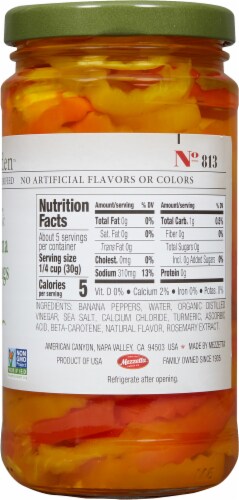 NO ARTIFICIAL FLAVORS OR COLORS
Nº 813
Nutrition
Facts
About 5 servings
per container
Serving size
1/4 cup (30g)
Calories 5
per serving
Amount/serving % DV
Total Fat 0g 0%
Sat. Fat 0g 0%
Trans Fat 0g
Cholest. 0mg 0%
Sodium 310mg 13%
Amount/serving % DV
Total Carb. 1g 0%
Fiber 0g 0%
Total Sugars 0g
Incl. 0g Added Sugars 0%
Protein 0g
Vit. D 0% • Calcium 2% • Iron 0% • Potas. 0%
INGREDIENTS: BANANA PEPPERS, WATER, ORGANIC DISTILLED
VINEGAR, SEA SALT, CALCIUM CHLORIDE, TURMERIC, ASCORBIC
ACID, BETA-CAROTENE, NATURAL FLAVOR, ROSEMARY EXTRACT.
AMERICAN CANYON, NAPA VALLEY, CA 94503 USA • MADE BY MEZZETTA
PRODUCT OF USA
Mezzetta
FAMILY OWNED SINCE 1935
Refrigerate after opening.
NON
GMO